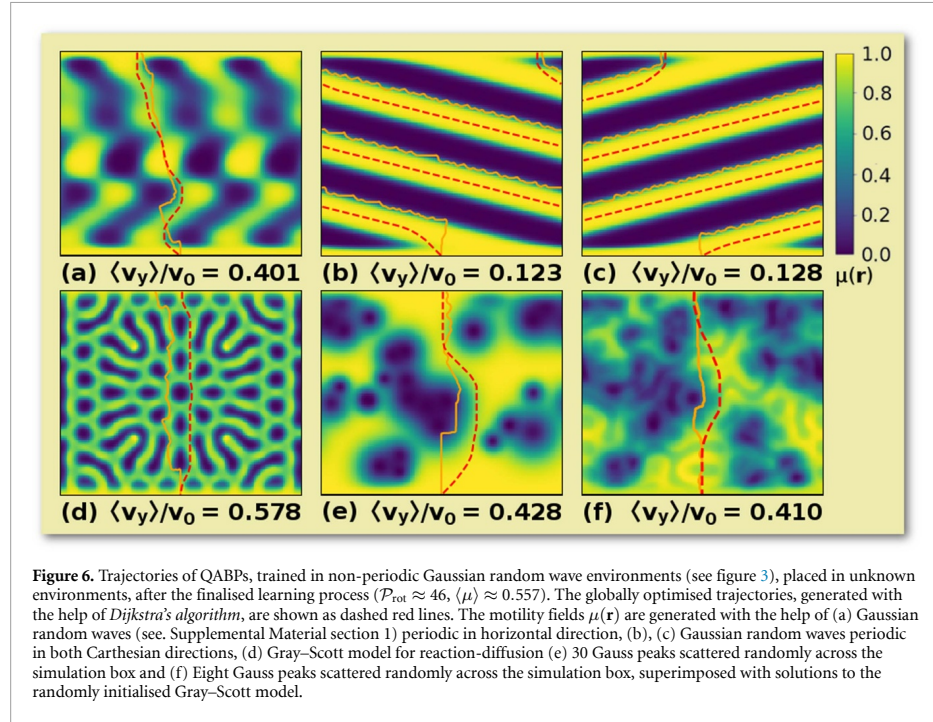 1.0
0.8
0.6
0.4
0.2
0.0
μ(r)
(a) ⟨v_y⟩/v_0 = 0.401
(b) ⟨v_y⟩/v_0 = 0.123
(c) ⟨v_y⟩/v_0 = 0.128
(d) ⟨v_y⟩/v_0 = 0.578
(e) ⟨v_y⟩/v_0 = 0.428
(f) ⟨v_y⟩/v_0 = 0.410
Figure 6. Trajectories of QABPs, trained in non-periodic Gaussian random wave environments (see figure 3), placed in unknown
environments, after the finalised learning process (𝒫_rot ≈ 46, ⟨μ⟩ ≈ 0.557). The globally optimised trajectories, generated with
the help of Dijkstra's algorithm, are shown as dashed red lines. The motility fields μ(r) are generated with the help of (a) Gaussian
random waves (see. Supplemental Material section 1) periodic in horizontal direction, (b), (c) Gaussian random waves periodic
in both Carthesian directions, (d) Gray–Scott model for reaction-diffusion (e) 30 Gauss peaks scattered randomly across the
simulation box and (f) Eight Gauss peaks scattered randomly across the simulation box, superimposed with solutions to the
randomly initialised Gray–Scott model.